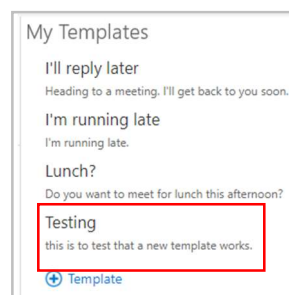 My Templates
I'll reply later
Heading to a meeting. I'll get back to you soon.
I'm running late
I'm running late.
Lunch?
Do you want to meet for lunch this afternoon?
Testing
this is to test that a new template works.
Template